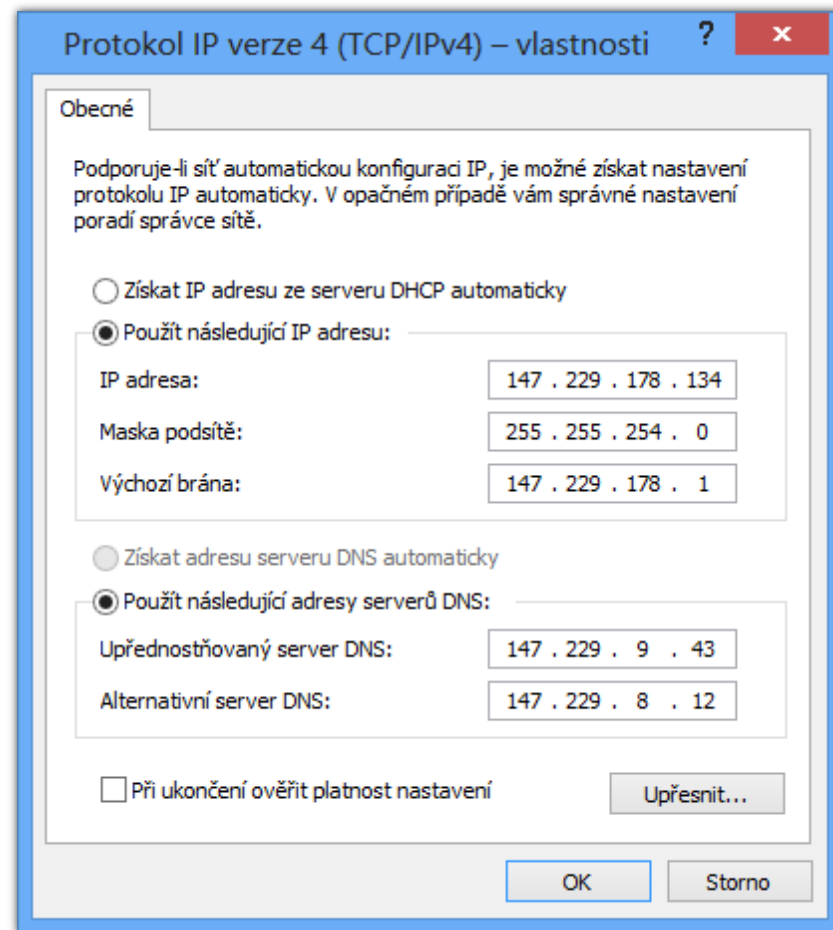 Protokol IP verze 4 (TCP/IPv4) – vlastnosti ? x
Obecné
Podporuje-li síť automatickou konfiguraci IP, je možné získat nastavení
protokolu IP automaticky. V opačném případě vám správné nastavení
poradí správce sítě.
Získat IP adresu ze serveru DHCP automaticky
Použít následující IP adresu:
IP adresa: 147 . 229 . 178 . 134
Maska podsítě: 255 . 255 . 254 . 0
Výchozí brána: 147 . 229 . 178 . 1
Získat adresu serveru DNS automaticky
Použít následující adresy serverů DNS:
Upřednostňovaný server DNS: 147 . 229 . 9 . 43
Alternativní server DNS: 147 . 229 . 8 . 12
Při ukončení ověřit platnost nastavení Upřesnit...
OK Storno